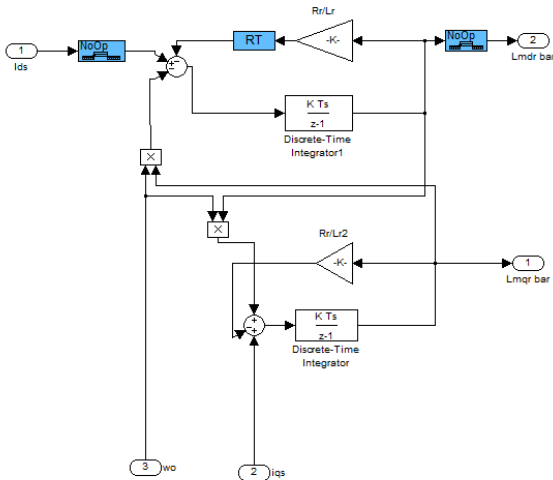 Rr/Lr
1
NoOp
RT
-K-
NoOp
2
Ids
Lmdr bar
K Ts
z-1
Discrete-Time
Integrator1
×
×
Rr/Lr2
-K-
1
Lmqr bar
K Ts
z-1
Discrete-Time
Integrator
3
wo
2
iqs